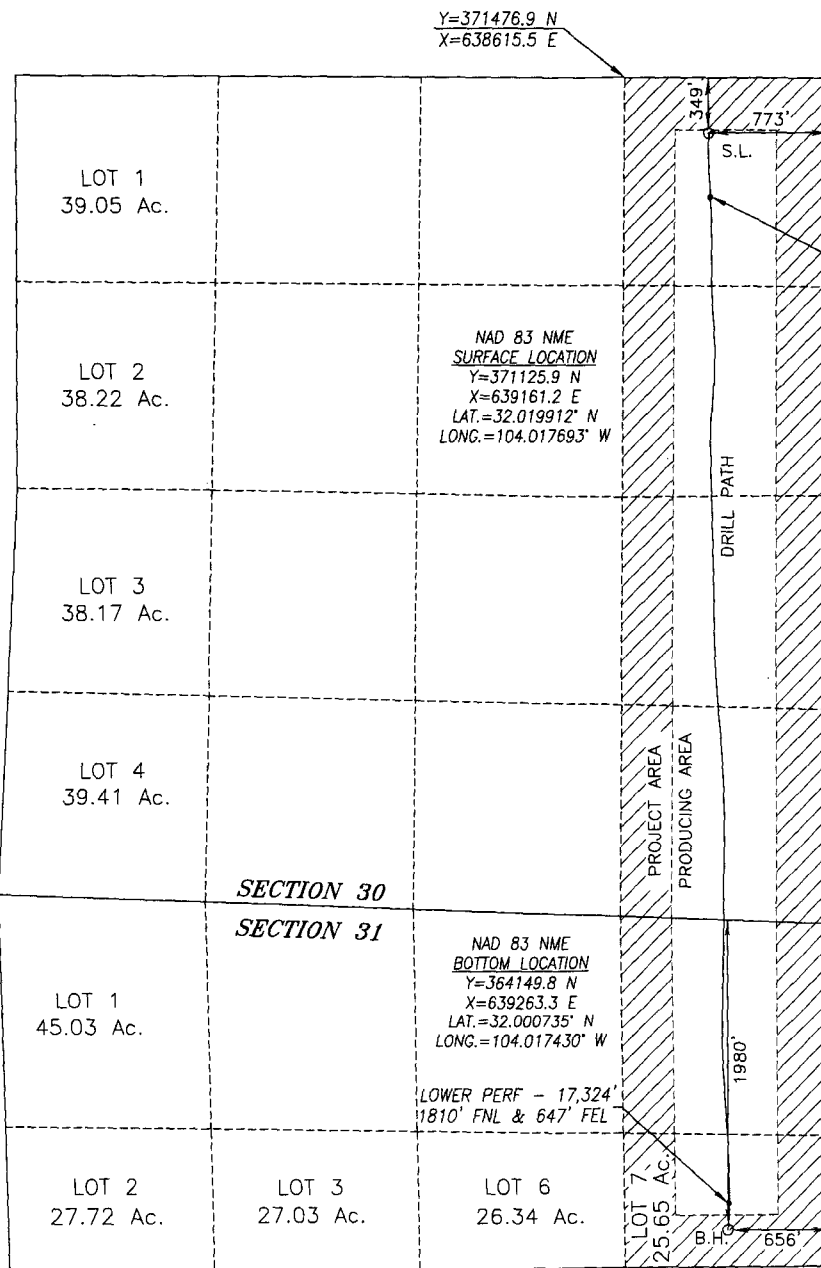 Y=371476.9 N
X=638615.5 E
349'
773'
S.L.
LOT 1
39.05 Ac.
LOT 2
38.22 Ac.
NAD 83 NME
SURFACE LOCATION
Y=371125.9 N
X=639161.2 E
LAT.=32.019912° N
LONG.=104.017693° W
DRILL PATH
LOT 3
38.17 Ac.
LOT 4
39.41 Ac.
PROJECT AREA
PRODUCING AREA
SECTION 30
SECTION 31
LOT 1
45.03 Ac.
NAD 83 NME
BOTTOM LOCATION
Y=364149.8 N
X=639263.3 E
LAT.=32.000735° N
LONG.=104.017430° W
1980'
LOWER PERF - 17,324'
1810' FNL & 647' FEL
LOT 2
27.72 Ac.
LOT 3
27.03 Ac.
LOT 6
26.34 Ac.
LOT 7
25.65 Ac.
B.H.
656'